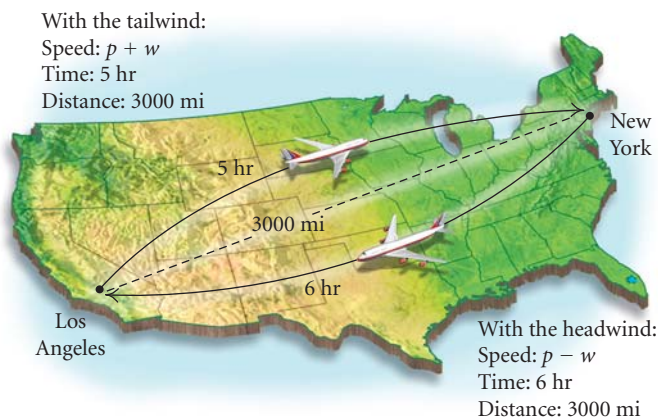 With the tailwind:
Speed: p + w
Time: 5 hr
Distance: 3000 mi
5 hr
3000 mi
6 hr
New
York
Los
Angeles
With the headwind:
Speed: p − w
Time: 6 hr
Distance: 3000 mi